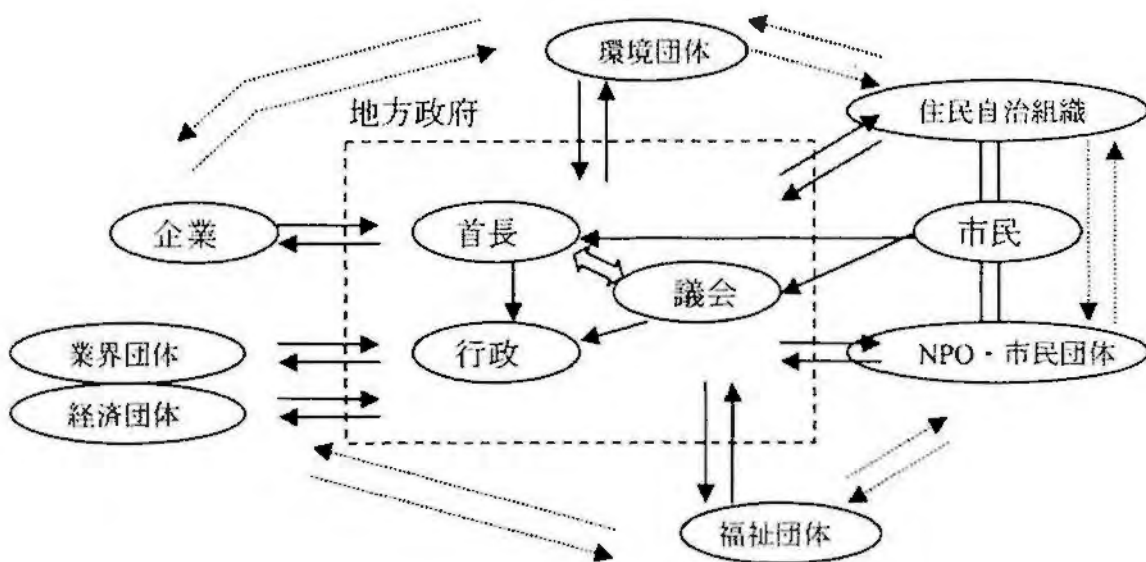 環境団体
住民自治組織
地方政府
企業
首長
市民
議会
業界団体
行政
NPO・市民団体
経済団体
福祉団体